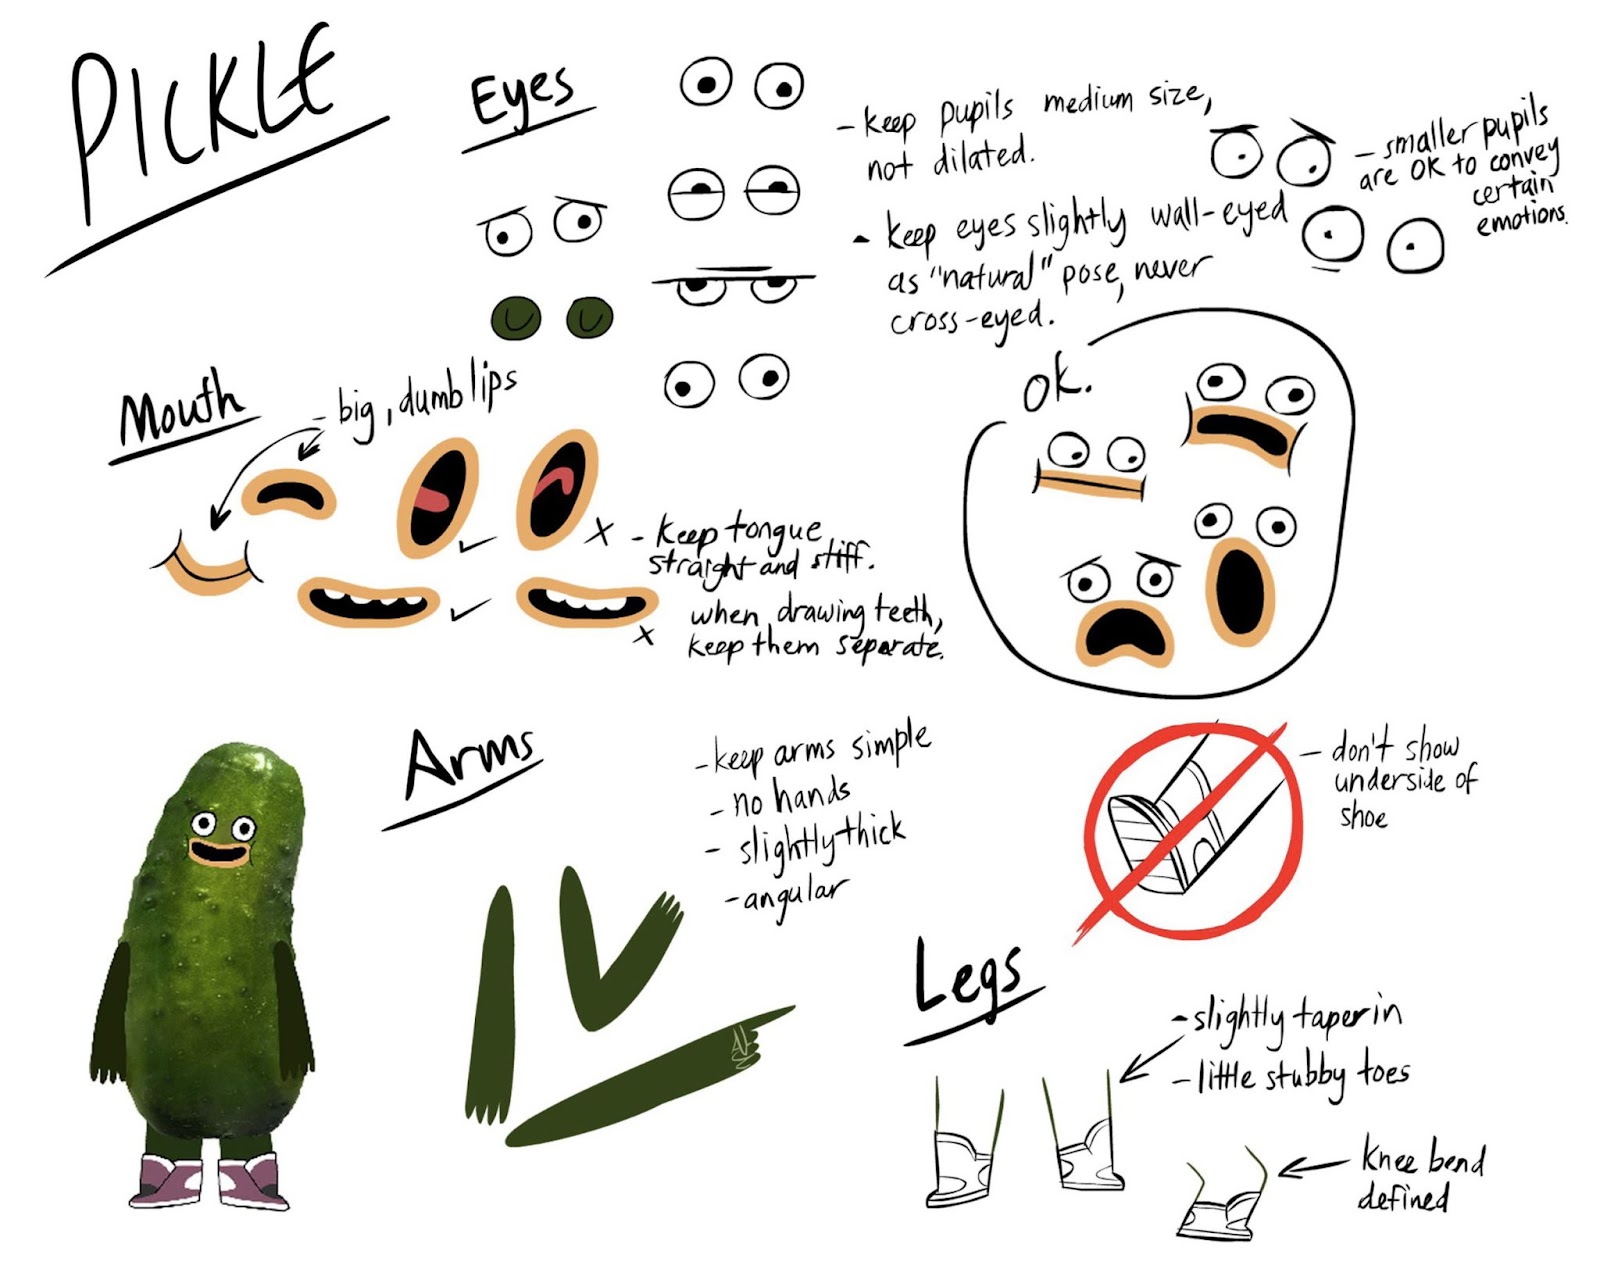 PICKLE
Eyes
- keep pupils medium size,
not dilated.
- keep eyes slightly wall-eyed
as "natural" pose, never
cross-eyed.
- smaller pupils
are ok to convey
certain
emotions.
Mouth
- big, dumb lips
- keep tongue
straight and stiff.
when drawing teeth,
keep them separate.
ok.
Arms
- keep arms simple
- no hands
- slightly thick
- angular
- don't show
underside of
shoe
Legs
- slightly taper in
- little stubby toes
knee bend
defined